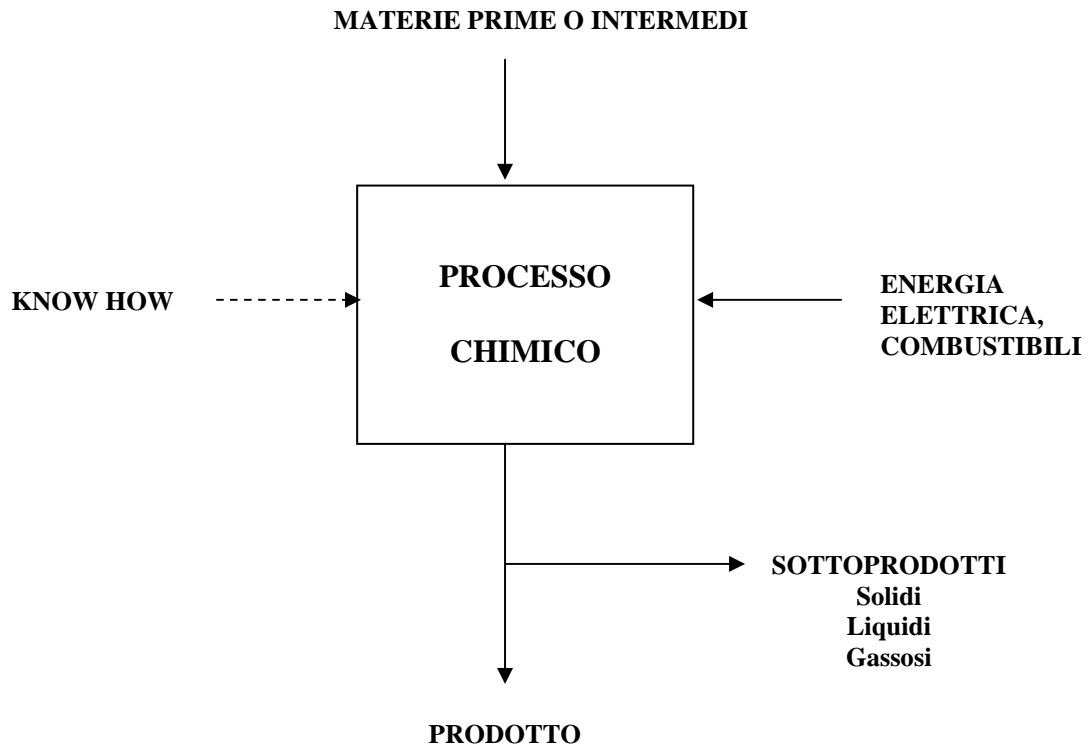 MATERIE PRIME O INTERMEDI
PROCESSO
CHIMICO
KNOW HOW
ENERGIA
ELETTRICA,
COMBUSTIBILI
SOTTOPRODOTTI
Solidi
Liquidi
Gassosi
PRODOTTO